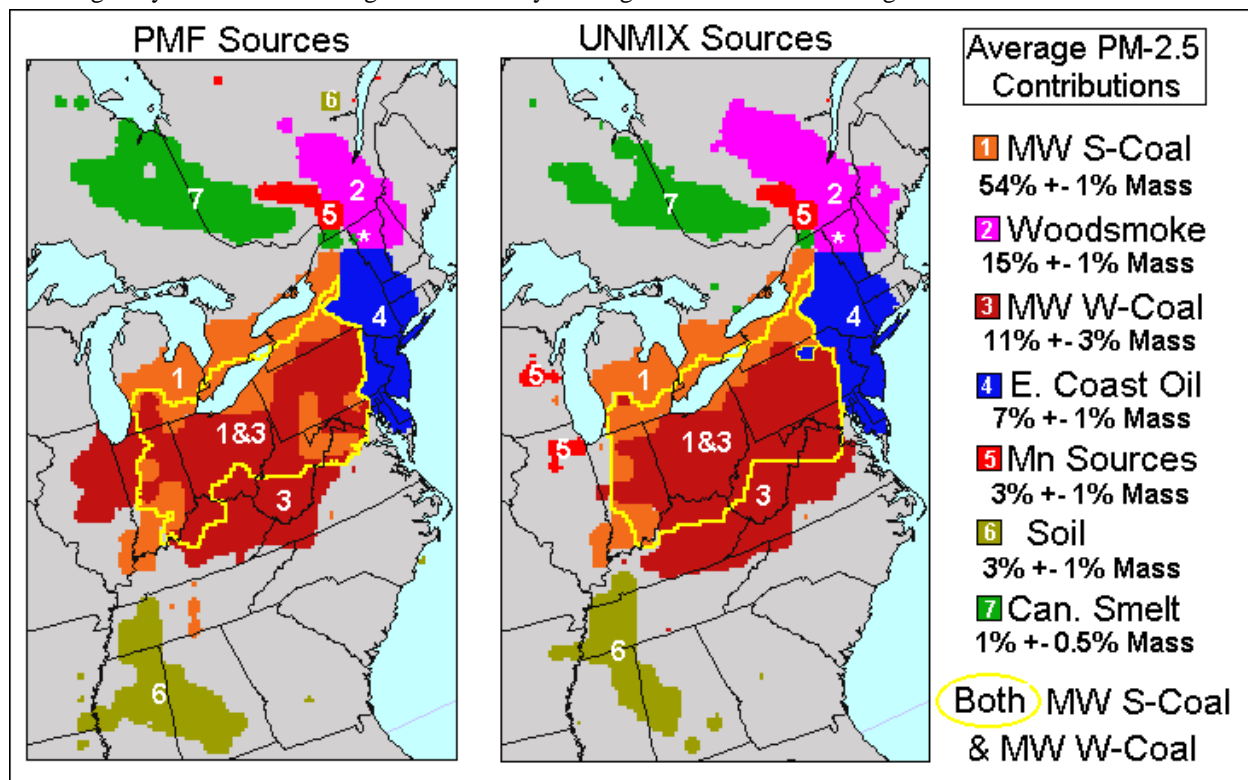 PMF Sources
UNMIX Sources
6
7
2
5
*
4
1
1&3
3
6
7
2
5
*
4
5
1
5
1&3
3
6
Average PM-2.5
Contributions
1 MW S-Coal
54% +- 1% Mass
2 Woodsmoke
15% +- 1% Mass
3 MW W-Coal
11% +- 3% Mass
4 E. Coast Oil
7% +- 1% Mass
5 Mn Sources
3% +- 1% Mass
6 Soil
3% +- 1% Mass
7 Can. Smelt
1% +- 0.5% Mass
Both MW S-Coal
& MW W-Coal